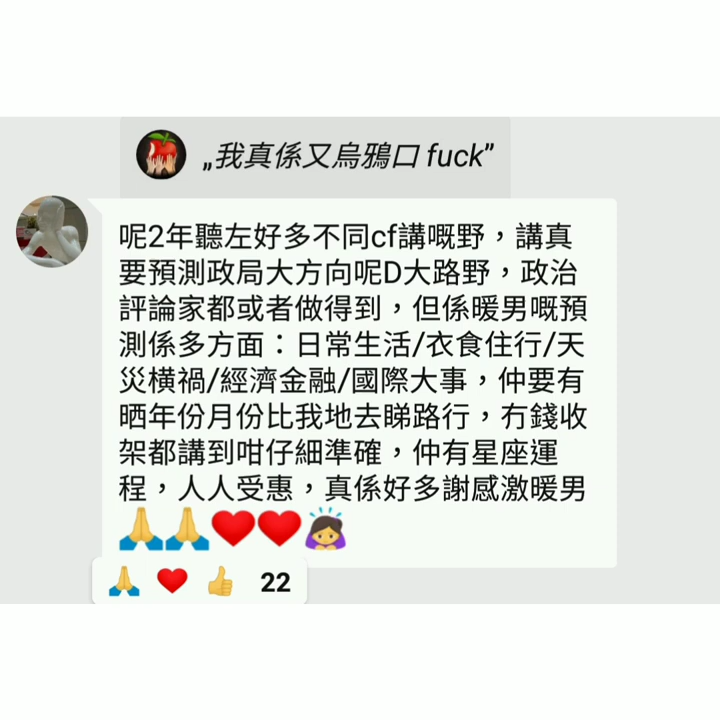 „我真係又烏鴉口 fuck”
呢2年聽左好多不同cf講嘅野，講真
要預測政局大方向呢D大路野，政治
評論家都或者做得到，但係暖男嘅預
測係多方面：日常生活/衣食住行/天
災橫禍/經濟金融/國際大事，仲要有
晒年份月份比我地去睇路行，冇錢收
架都講到咁仔細準確，仲有星座運
程，人人受惠，真係好多謝感激暖男
🙏🙏❤️❤️🙇‍♀️
🙏 ❤️ 👍 22